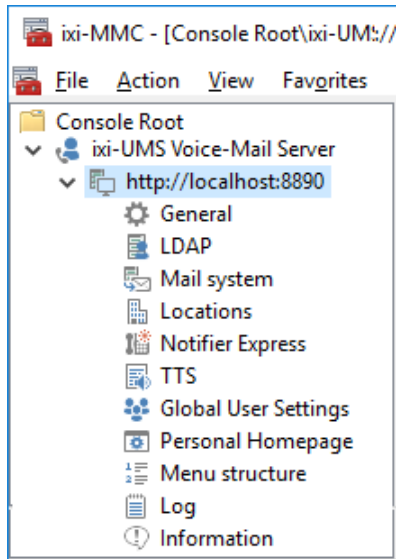 ixi-MMC - [Console Root\ixi-UM!://
File Action View Favorites
Console Root
ixi-UMS Voice-Mail Server
http://localhost:8890
General
LDAP
Mail system
Locations
Notifier Express
TTS
Global User Settings
Personal Homepage
Menu structure
Log
Information